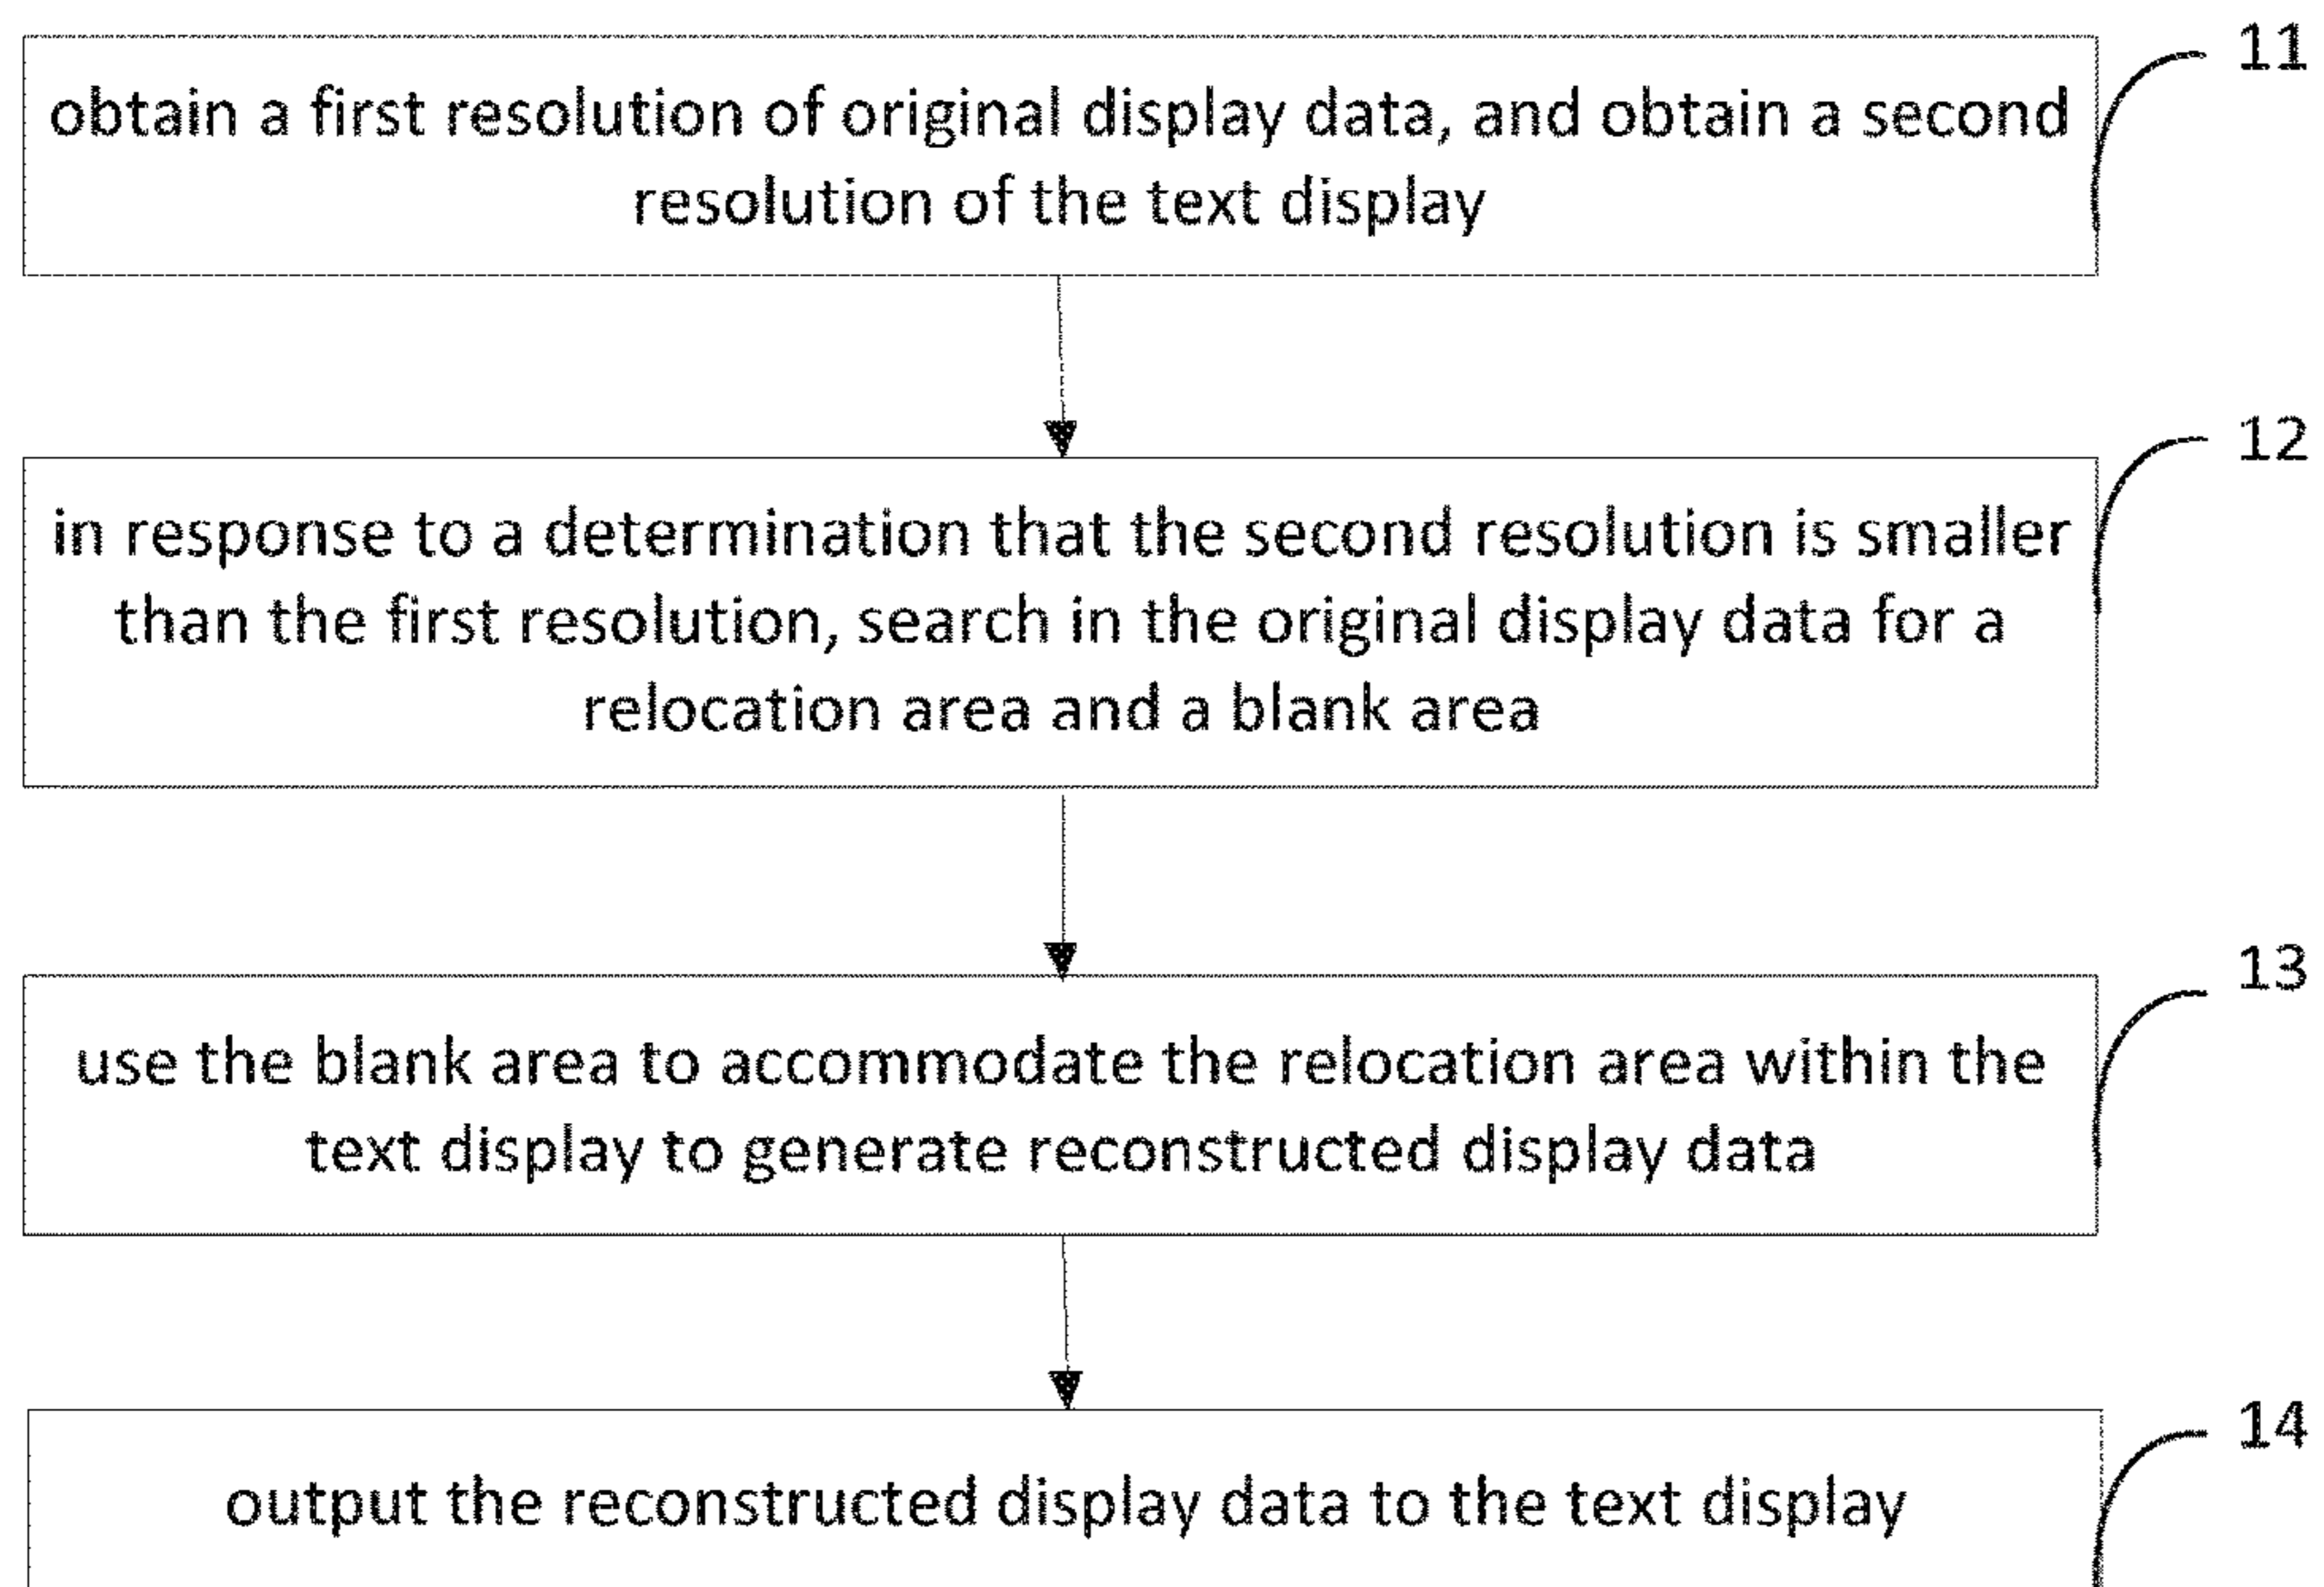 11
obtain a first resolution of original display data, and obtain a second
resolution of the text display
12
in response to a determination that the second resolution is smaller
than the first resolution, search in the original display data for a
relocation area and a blank area
13
use the blank area to accommodate the relocation area within the
text display to generate reconstructed display data
14
output the reconstructed display data to the text display